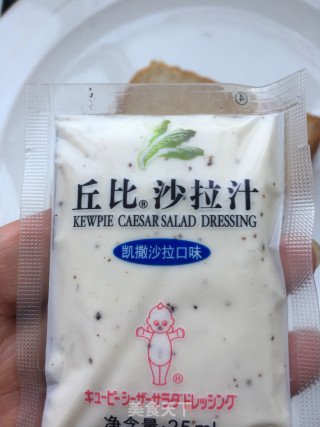 ④
丘比® 沙拉汁
KEWPIE CAESAR SALAD DRESSING
凯撒沙拉口味
®
キューピーシーザーサラダドレッシング
净含量:25ml
美食天下